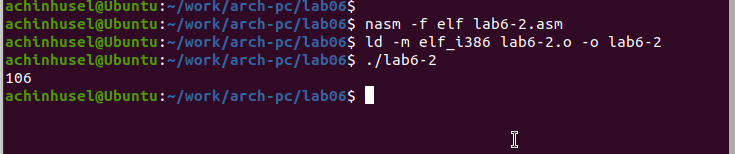 achinhusel@Ubuntu:~/work/arch-pc/lab06$
achinhusel@Ubuntu:~/work/arch-pc/lab06$ nasm -f elf lab6-2.asm
achinhusel@Ubuntu:~/work/arch-pc/lab06$ ld -m elf_i386 lab6-2.o -o lab6-2
achinhusel@Ubuntu:~/work/arch-pc/lab06$ ./lab6-2
106
achinhusel@Ubuntu:~/work/arch-pc/lab06$